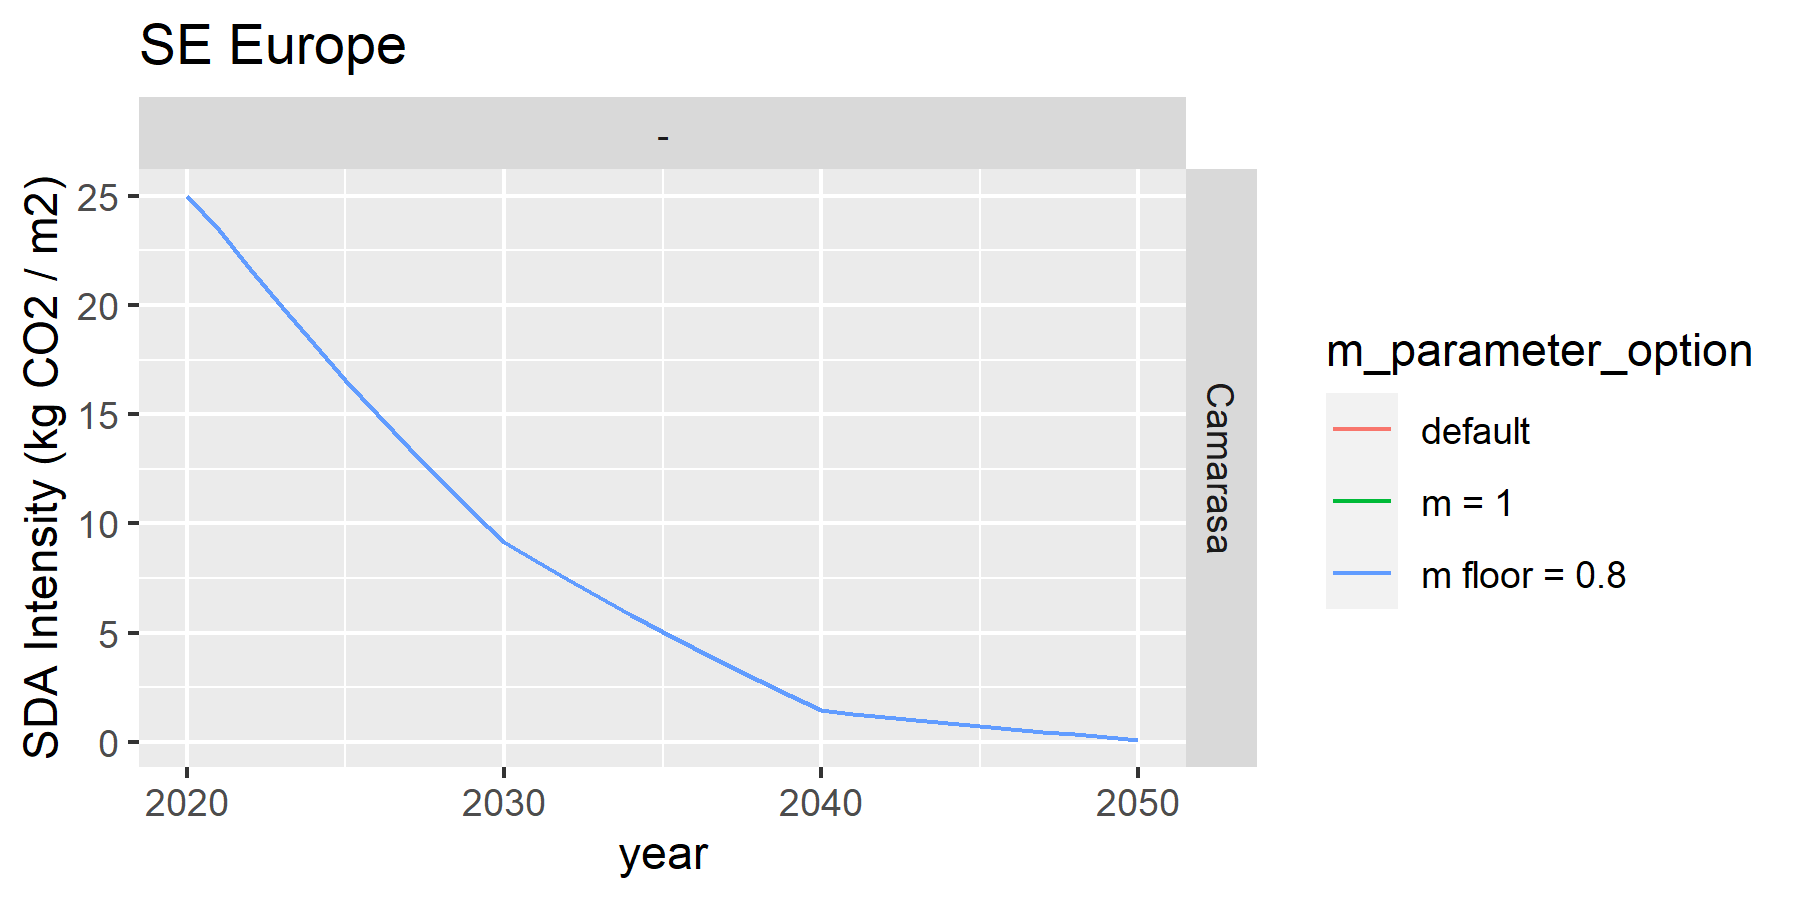 SE Europe
-
SDA Intensity (kg CO2 / m2)
25
20
15
10
5
0
Camarasa
2020
2030
2040
2050
year
m_parameter_option
default
m = 1
m floor = 0.8